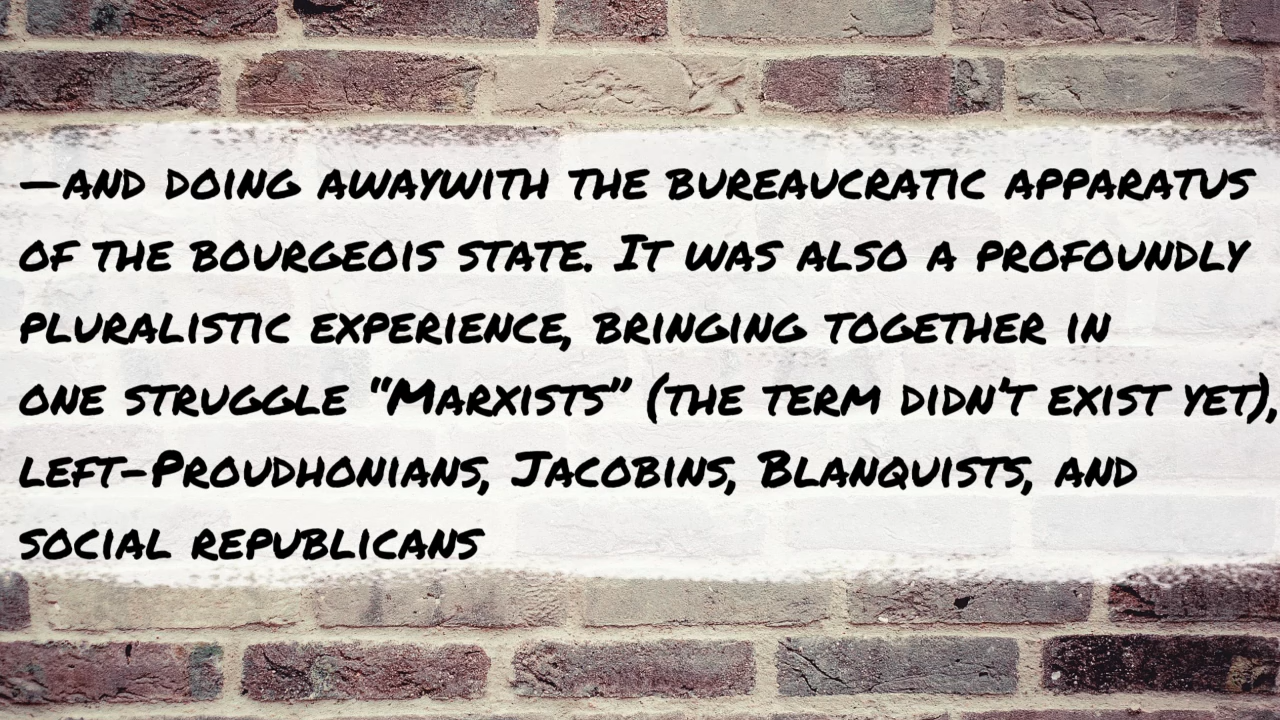 —and doing awaywith the bureaucratic apparatus
of the bourgeois state. It was also a profoundly
pluralistic experience, bringing together in
one struggle “Marxists” (the term didn’t exist yet),
left-Proudhonians, Jacobins, Blanquists, and
social republicans